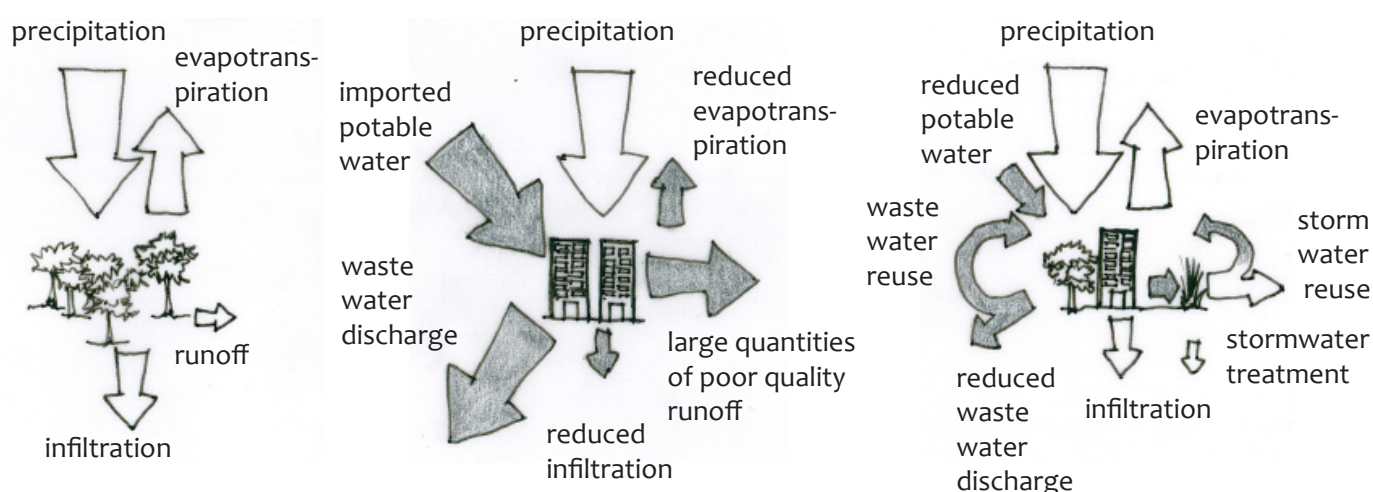 precipitation
evapotrans-
piration
runoff
infiltration
precipitation
imported
potable
water
reduced
evapotrans-
piration
waste
water
discharge
large quantities
of poor quality
runoff
reduced
infiltration
precipitation
reduced
potable
water
evapotrans-
piration
waste
water
reuse
storm
water
reuse
stormwater
treatment
infiltration
reduced
waste
water
discharge